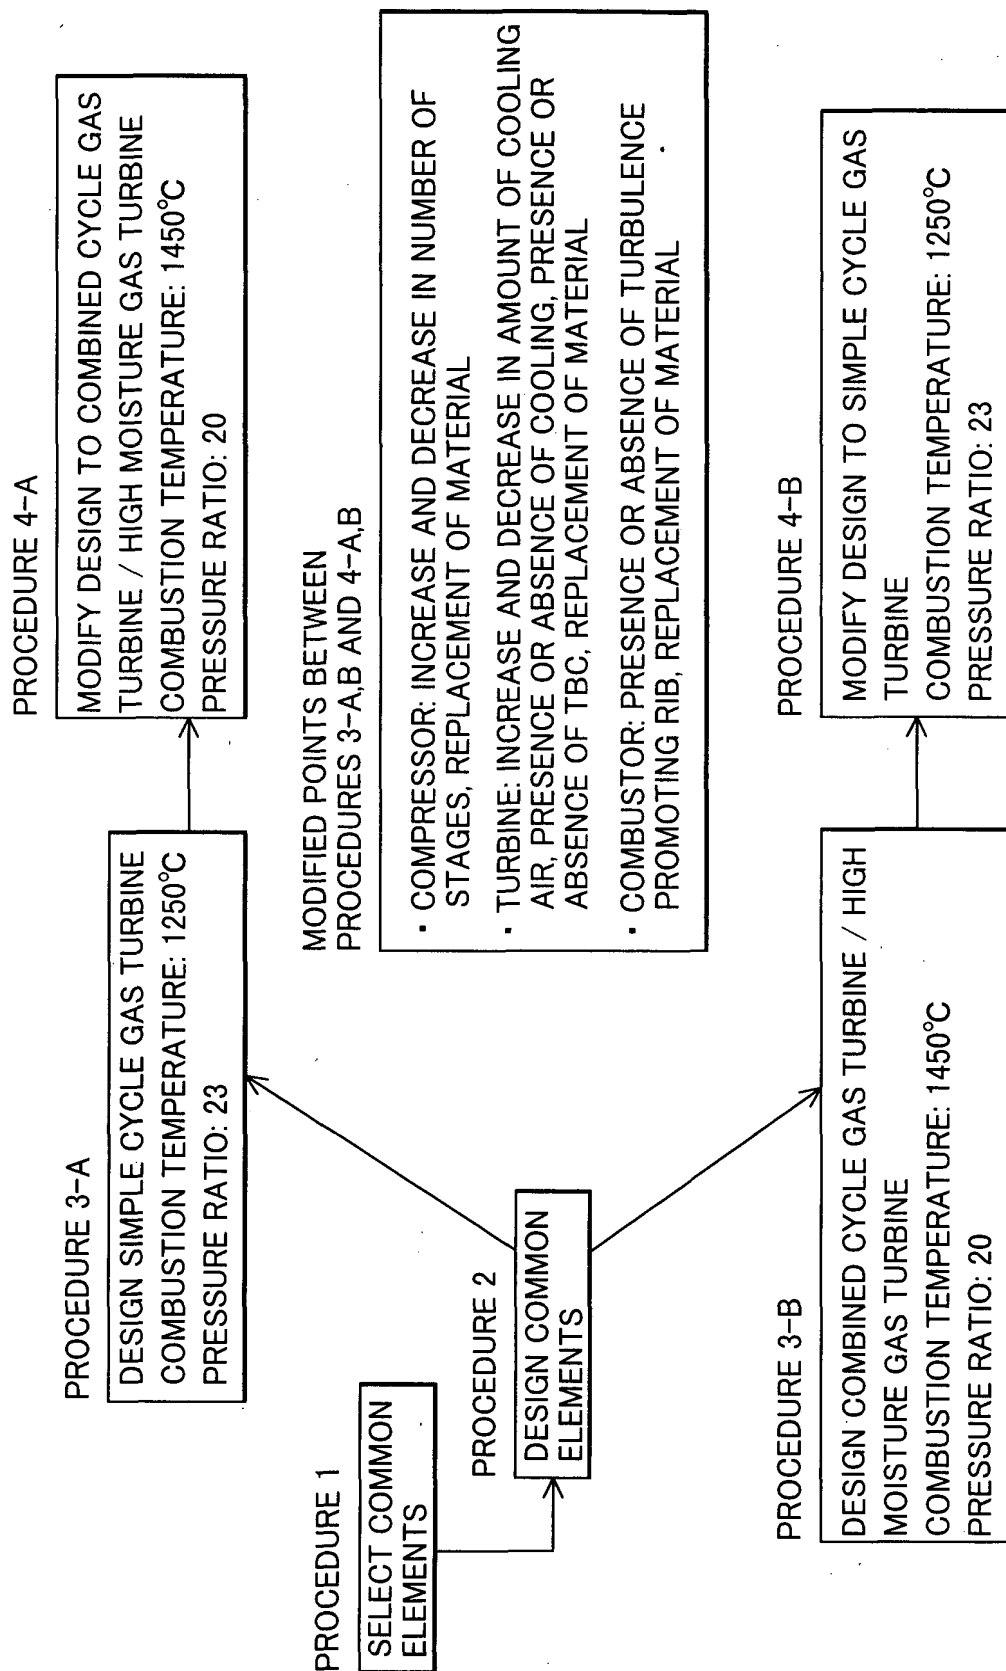 PROCEDURE 1
SELECT COMMON
ELEMENTS
PROCEDURE 2
DESIGN COMMON
ELEMENTS
PROCEDURE 3-A
DESIGN SIMPLE CYCLE GAS TURBINE
COMBUSTION TEMPERATURE: 1250°C
PRESSURE RATIO: 23
PROCEDURE 4-A
MODIFY DESIGN TO COMBINED CYCLE GAS
TURBINE / HIGH MOISTURE GAS TURBINE
COMBUSTION TEMPERATURE: 1450°C
PRESSURE RATIO: 20
MODIFIED POINTS BETWEEN
PROCEDURES 3-A,B AND 4-A,B
· COMPRESSOR: INCREASE AND DECREASE IN NUMBER OF
STAGES, REPLACEMENT OF MATERIAL
· TURBINE: INCREASE AND DECREASE IN AMOUNT OF COOLING
AIR, PRESENCE OR ABSENCE OF COOLING, PRESENCE OR
ABSENCE OF TBC, REPLACEMENT OF MATERIAL
· COMBUSTOR: PRESENCE OR ABSENCE OF TURBULENCE
PROMOTING RIB, REPLACEMENT OF MATERIAL
PROCEDURE 3-B
DESIGN COMBINED CYCLE GAS TURBINE / HIGH
MOISTURE GAS TURBINE
COMBUSTION TEMPERATURE: 1450°C
PRESSURE RATIO: 20
PROCEDURE 4-B
MODIFY DESIGN TO SIMPLE CYCLE GAS
TURBINE
COMBUSTION TEMPERATURE: 1250°C
PRESSURE RATIO: 23